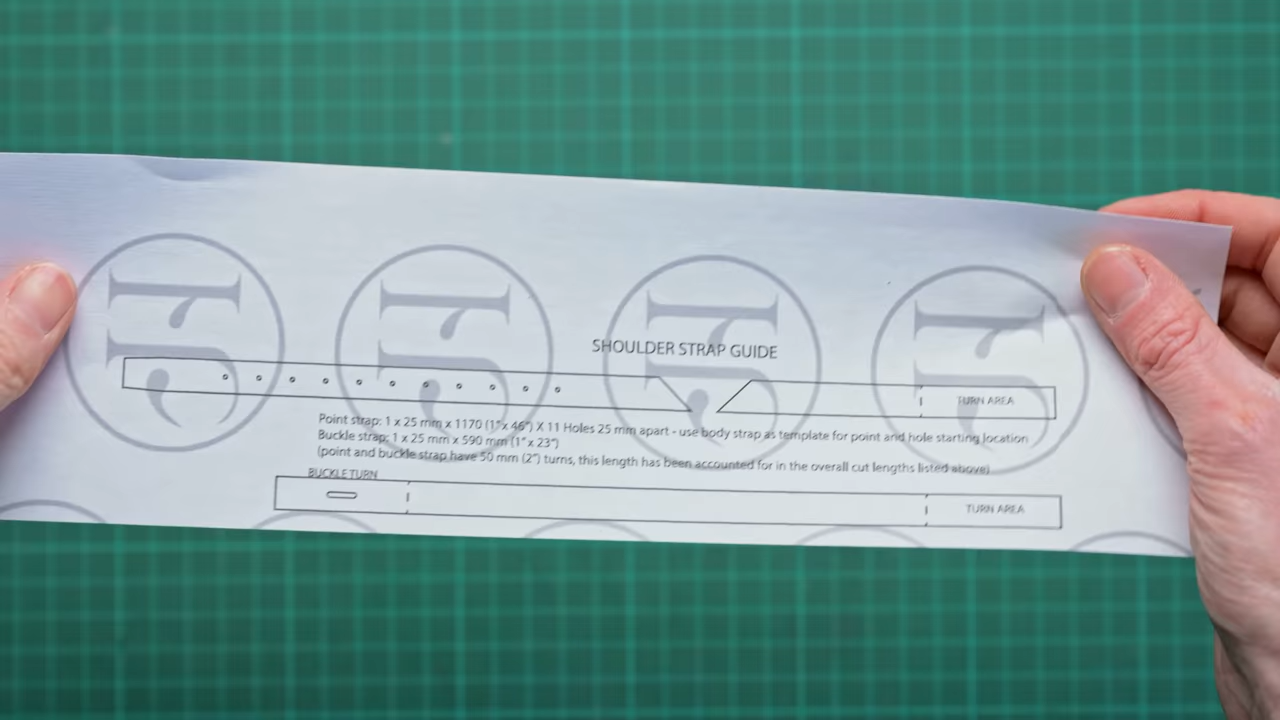 SHOULDER STRAP GUIDE
TURN AREA
Point strap: 1 x 25 mm x 1170 (1" x 46") X 11 Holes 25 mm apart - use body strap as template for point and hole starting location
Buckle strap: 1 x 25 mm x 590 mm (1" x 23")
(point and buckle strap have 50 mm (2") turns, this length has been accounted for in the overall cut lengths listed above)
BUCKLE TURN
TURN AREA